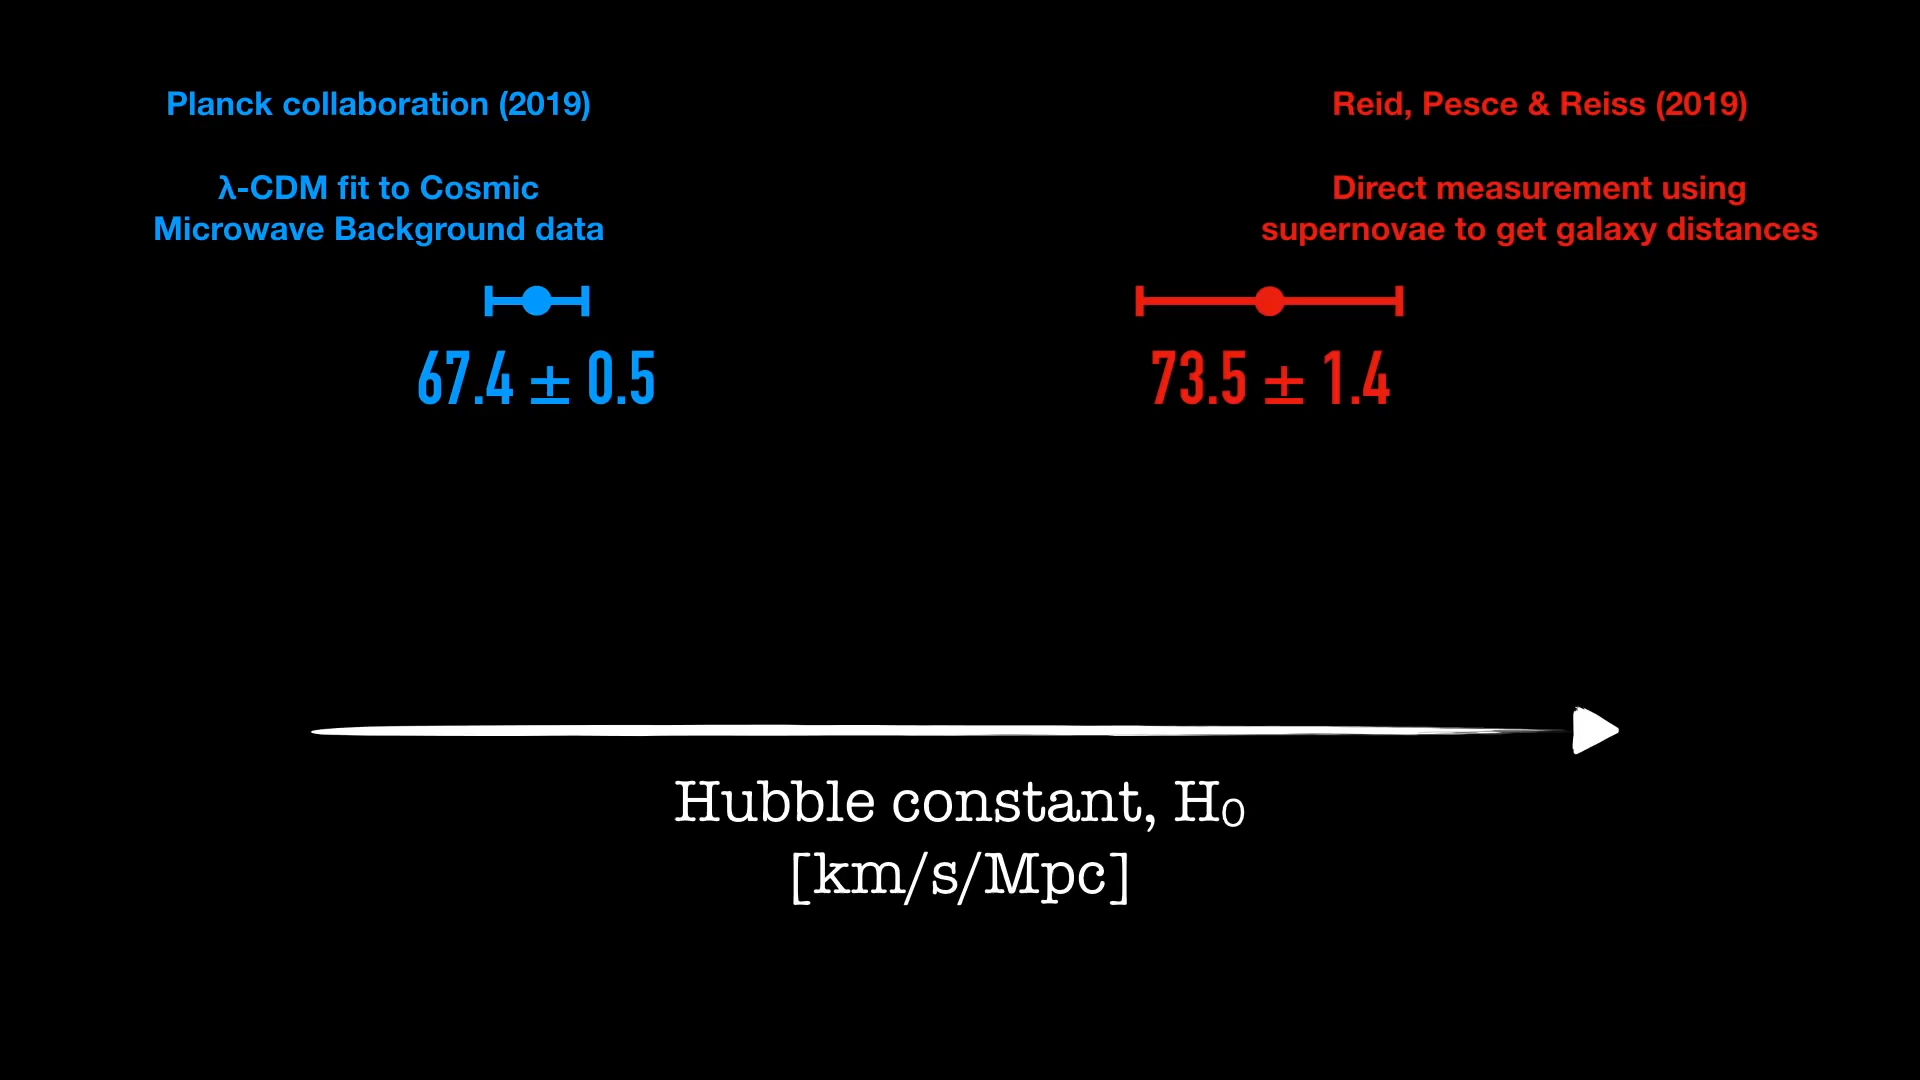 Planck collaboration (2019)
λ-CDM fit to Cosmic
Microwave Background data
67.4 ± 0.5
Reid, Pesce & Reiss (2019)
Direct measurement using
supernovae to get galaxy distances
73.5 ± 1.4
Hubble constant, H₀
[km/s/Mpc]